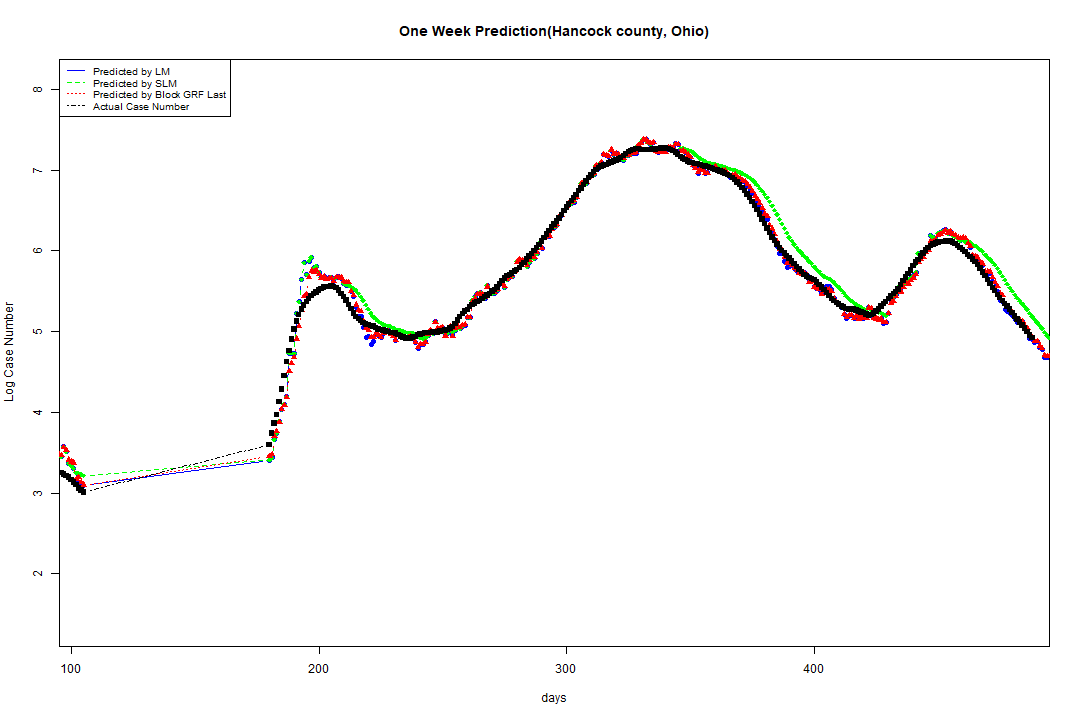 One Week Prediction(Hancock county, Ohio)
Predicted by LM
Predicted by SLM
Predicted by Block GRF Last
Actual Case Number
8
7
6
5
4
3
2
Log Case Number
100 200 300 400
days